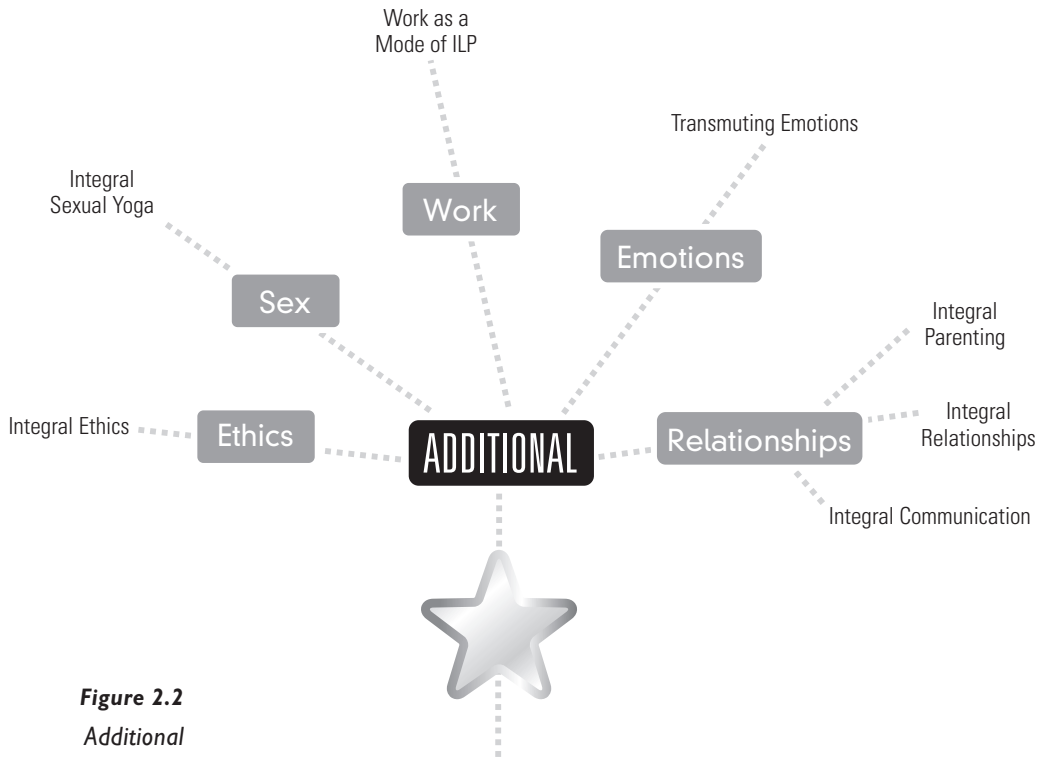 Work as a
Mode of ILP
Transmuting Emotions
Integral
Sexual Yoga
Work
Emotions
Sex
Integral
Parenting
Integral Ethics
Ethics
ADDITIONAL
Relationships
Integral
Relationships
Integral Communication
Figure 2.2
Additional